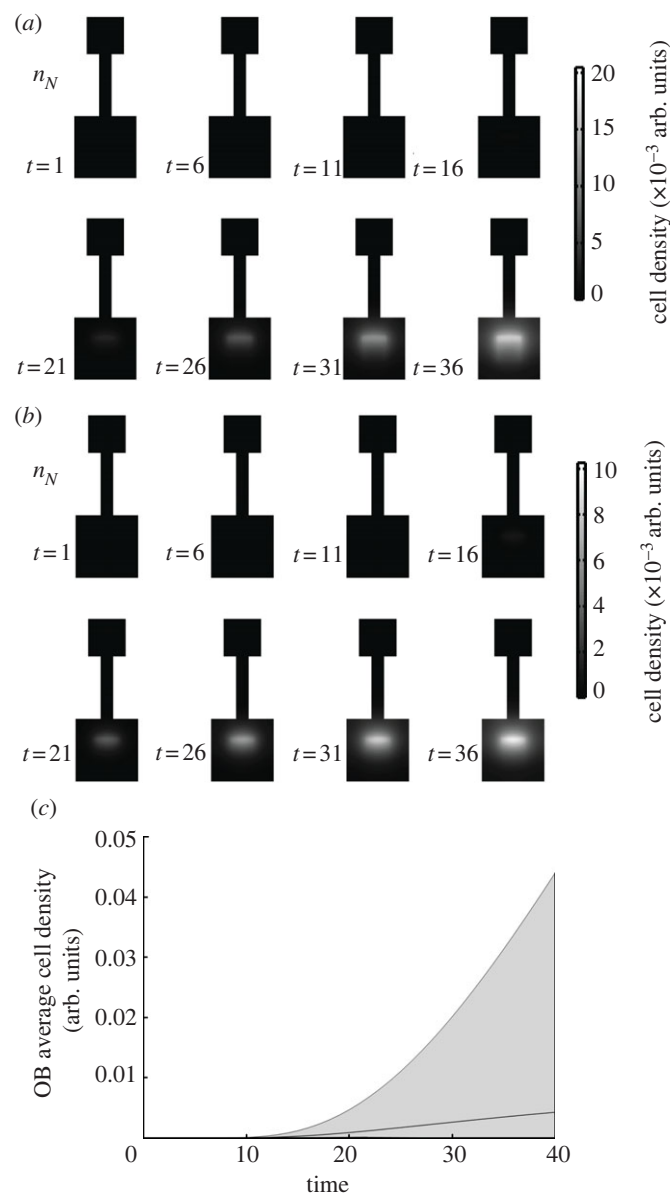 (a)
n_N
t=1
t=6
t=11
t=16
t=21
t=26
t=31
t=36
20
15
10
5
0
cell density (×10⁻³ arb. units)
(b)
n_N
t=1
t=6
t=11
t=16
t=21
t=26
t=31
t=36
10
8
6
4
2
0
cell density (×10⁻³ arb. units)
(c)
OB average cell density
(arb. units)
0.05
0.04
0.03
0.02
0.01
0 10 20 30 40
time